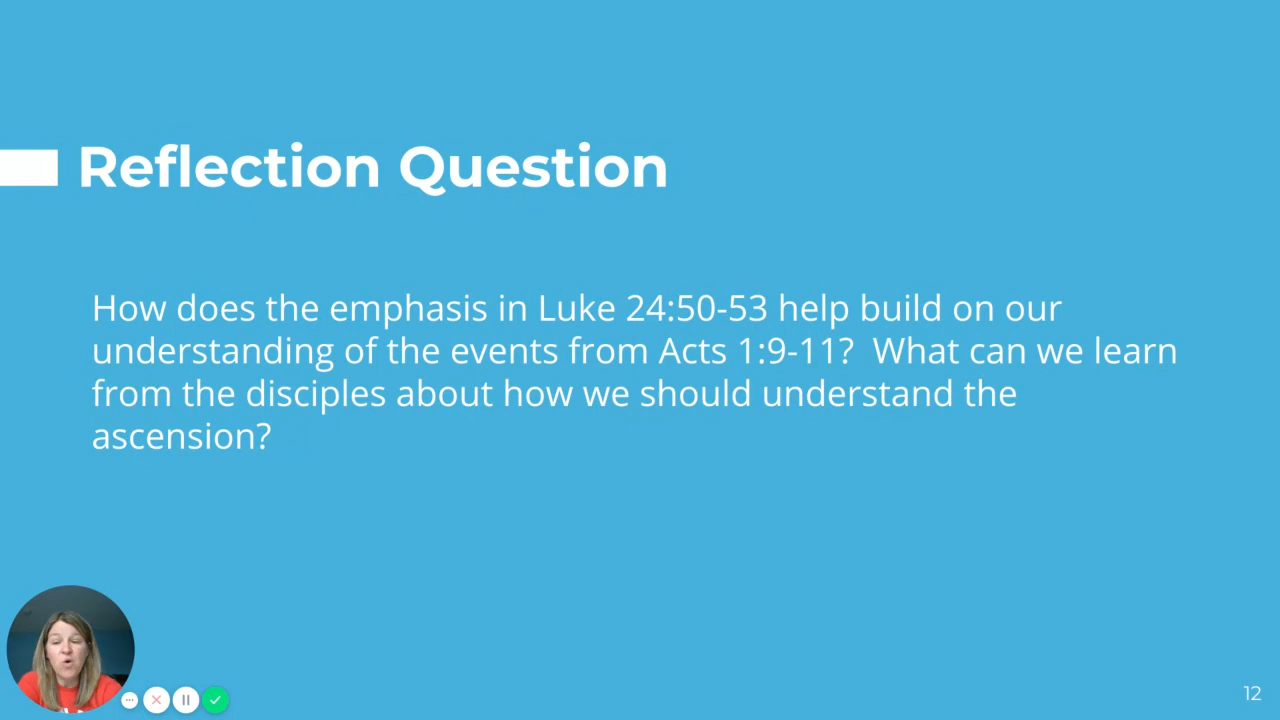 Reflection Question
How does the emphasis in Luke 24:50-53 help build on our
understanding of the events from Acts 1:9-11?  What can we learn
from the disciples about how we should understand the
ascension?
12